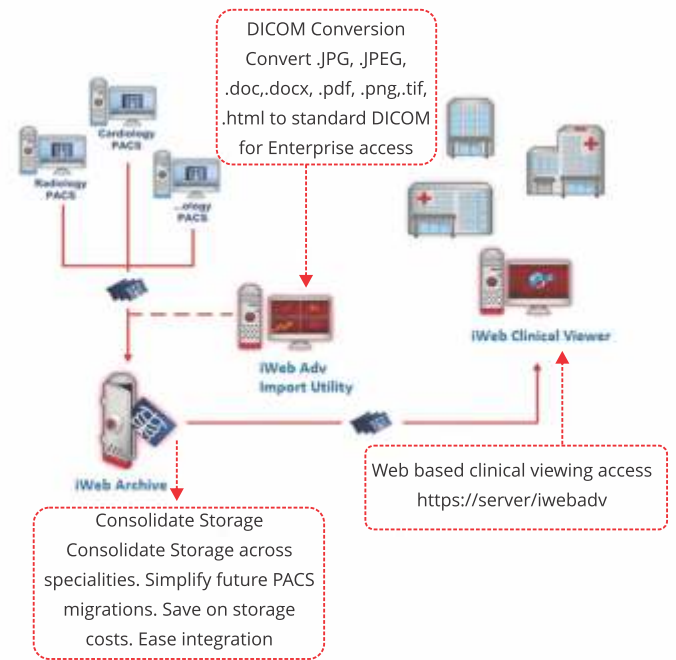 DICOM Conversion
Convert .JPG, .JPEG,
.doc,.docx, .pdf, .png,.tif,
.html to standard DICOM
for Enterprise access
Cardiology
PACS
Radiology
PACS
...ology
PACS
iWeb Clinical Viewer
iWeb Adv
Import Utility
iWeb Archive
Web based clinical viewing access
https://server/iwebadv
Consolidate Storage
Consolidate Storage across
specialities. Simplify future PACS
migrations. Save on storage
costs. Ease integration